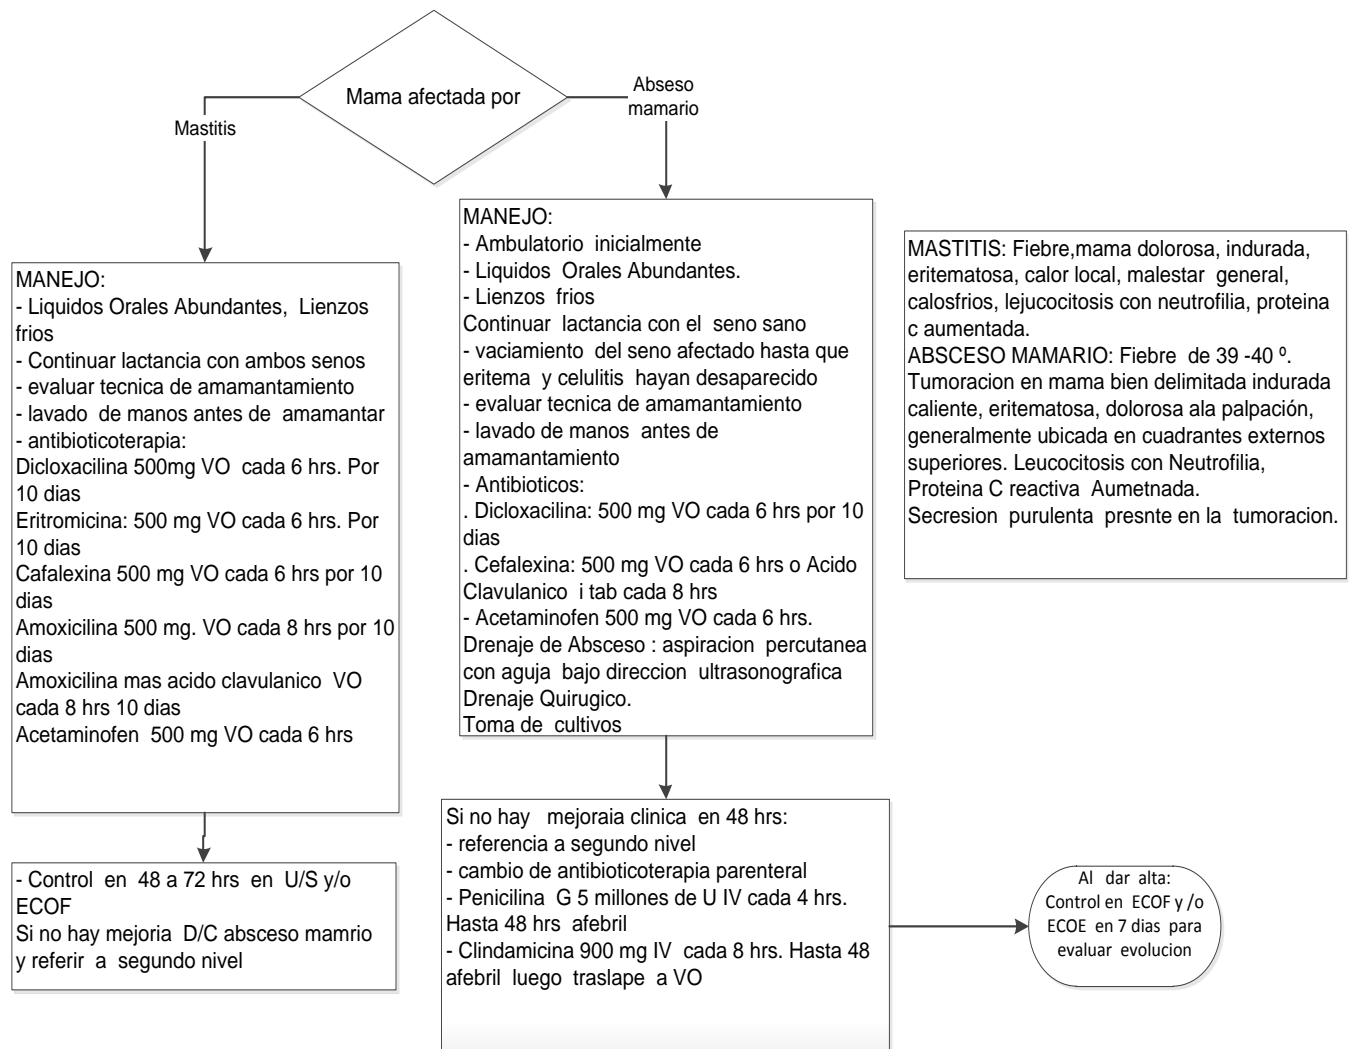 Mama afectada por
Mastitis
Abseso
mamario
MANEJO:
- Liquidos Orales Abundantes, Lienzos
frios
- Continuar lactancia con ambos senos
- evaluar tecnica de amamantamiento
- lavado de manos antes de amamantar
- antibioticoterapia:
Dicloxacilina 500mg VO cada 6 hrs. Por
10 dias
Eritromicina: 500 mg VO cada 6 hrs. Por
10 dias
Cafalexina 500 mg VO cada 6 hrs por 10
dias
Amoxicilina 500 mg. VO cada 8 hrs por 10
dias
Amoxicilina mas acido clavulanico VO
cada 8 hrs 10 dias
Acetaminofen 500 mg VO cada 6 hrs
- Control en 48 a 72 hrs en U/S y/o
ECOF
Si no hay mejoria D/C absceso mamrio
y referir a segundo nivel
MANEJO:
- Ambulatorio inicialmente
- Liquidos Orales Abundantes.
- Lienzos frios
Continuar lactancia con el seno sano
- vaciamiento del seno afectado hasta que
eritema y celulitis hayan desaparecido
- evaluar tecnica de amamantamiento
- lavado de manos antes de
amamantamiento
- Antibioticos:
. Dicloxacilina: 500 mg VO cada 6 hrs por 10
dias
. Cefalexina: 500 mg VO cada 6 hrs o Acido
Clavulanico i tab cada 8 hrs
- Acetaminofen 500 mg VO cada 6 hrs.
Drenaje de Absceso : aspiracion percutanea
con aguja bajo direccion ultrasonografica
Drenaje Quirugico.
Toma de cultivos
Si no hay mejoraia clinica en 48 hrs:
- referencia a segundo nivel
- cambio de antibioticoterapia parenteral
- Penicilina G 5 millones de U IV cada 4 hrs.
Hasta 48 hrs afebril
- Clindamicina 900 mg IV cada 8 hrs. Hasta 48
afebril luego traslape a VO
MASTITIS: Fiebre,mama dolorosa, indurada,
eritematosa, calor local, malestar general,
calosfrios, lejucocitosis con neutrofilia, proteina
c aumentada.
ABSCESO MAMARIO: Fiebre de 39 -40 º.
Tumoracion en mama bien delimitada indurada
caliente, eritematosa, dolorosa ala palpación,
generalmente ubicada en cuadrantes externos
superiores. Leucocitosis con Neutrofilia,
Proteina C reactiva Aumetnada.
Secresion purulenta presnte en la tumoracion.
Al dar alta:
Control en ECOF y /o
ECOE en 7 dias para
evaluar evolucion